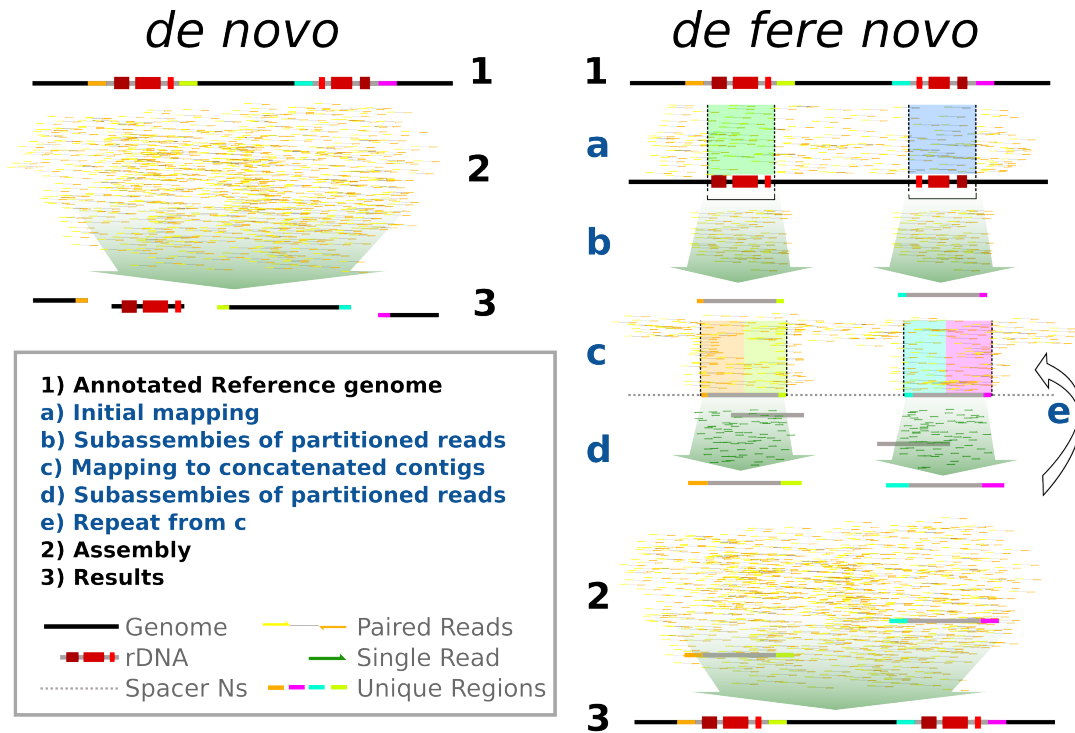 de novo
1
2
3
de fere novo
1
a
b
c
d
e
2
3
1) Annotated Reference genome
a) Initial mapping
b) Subassembies of partitioned reads
c) Mapping to concatenated contigs
d) Subassembies of partitioned reads
e) Repeat from c
2) Assembly
3) Results
Genome
Paired Reads
rDNA
Single Read
Spacer Ns
Unique Regions